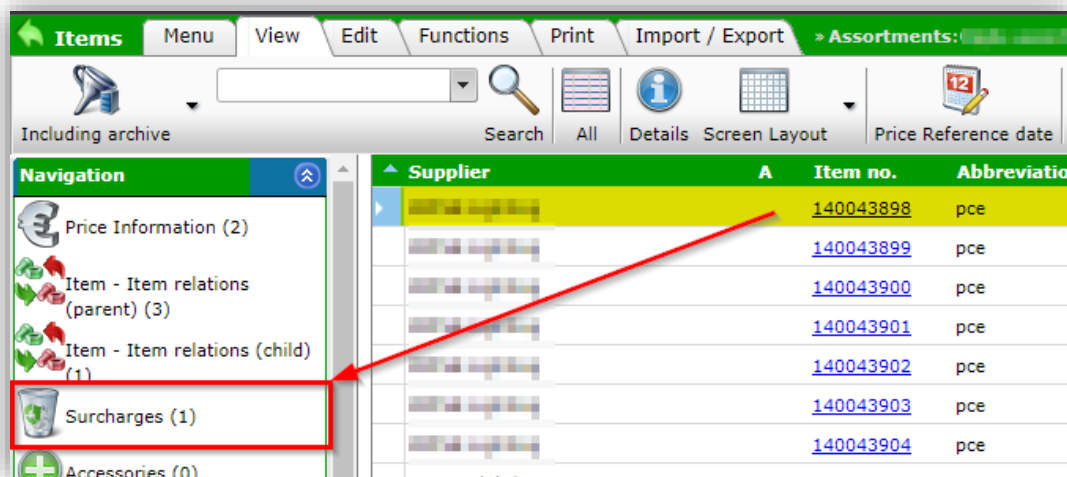 Items Menu View Edit Functions Print Import / Export » Assortments:
12
Including archive Search All Details Screen Layout Price Reference date
Navigation Supplier A Item no. Abbreviatio
Price Information (2) 140043898 pce
140043899 pce
Item - Item relations
(parent) (3)
140043900 pce
140043901 pce
Item - Item relations (child)
(1)
140043902 pce
Surcharges (1) 140043903 pce
140043904 pce
Accessories (0)